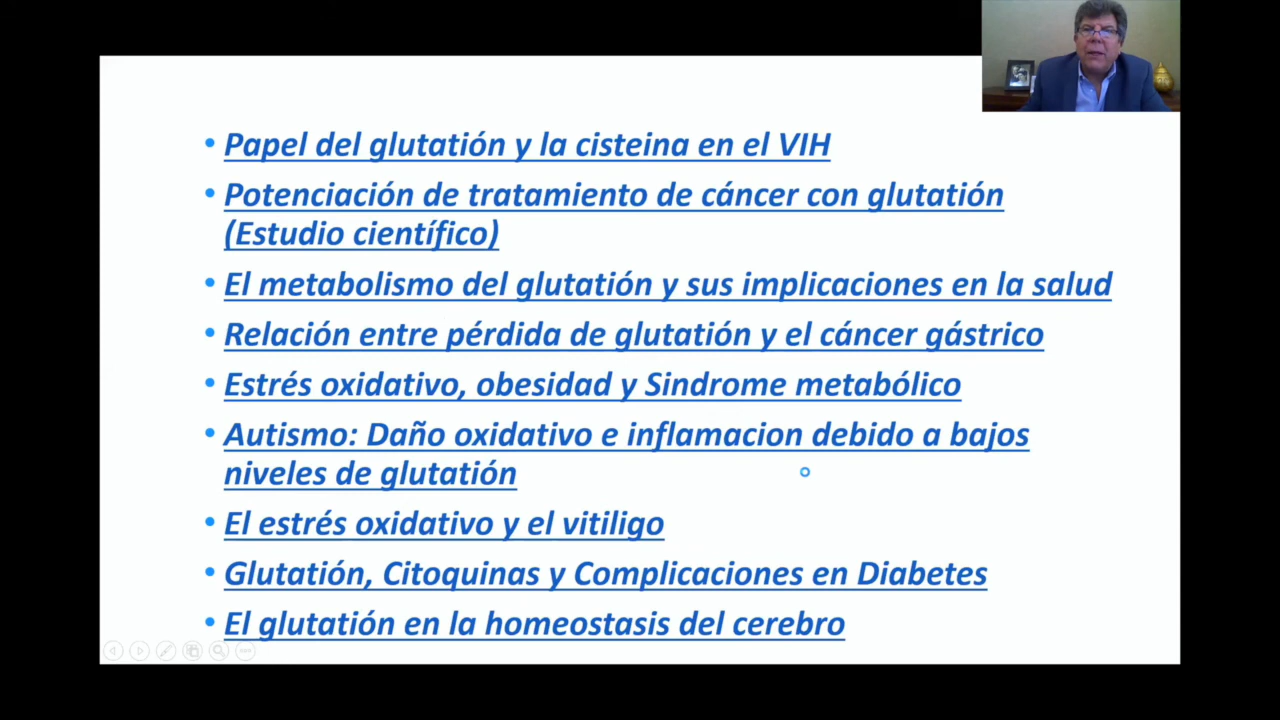 • Papel del glutatión y la cisteina en el VIH
• Potenciación de tratamiento de cáncer con glutatión
(Estudio científico)
• El metabolismo del glutatión y sus implicaciones en la salud
• Relación entre pérdida de glutatión y el cáncer gástrico
• Estrés oxidativo, obesidad y Sindrome metabólico
• Autismo: Daño oxidativo e inflamacion debido a bajos
niveles de glutatión
• El estrés oxidativo y el vitiligo
• Glutatión, Citoquinas y Complicaciones en Diabetes
• El glutatión en la homeostasis del cerebro